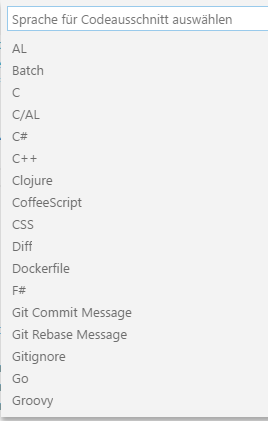 Sprache für Codeausschnitt auswählen
AL
Batch
C
C/AL
C#
C++
Clojure
CoffeeScript
CSS
Diff
Dockerfile
F#
Git Commit Message
Git Rebase Message
Gitignore
Go
Groovy